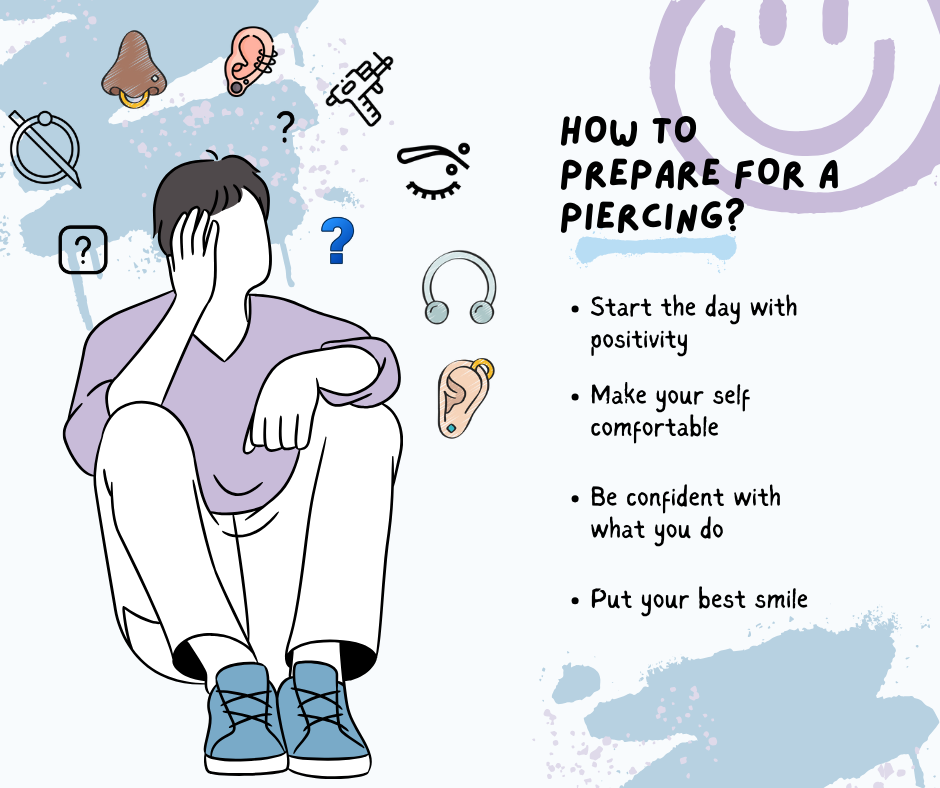 ?
?
?
HOW TO
PREPARE FOR A
PIERCING?
• Start the day with
positivity
• Make your self
comfortable
• Be confident with
what you do
• Put your best smile